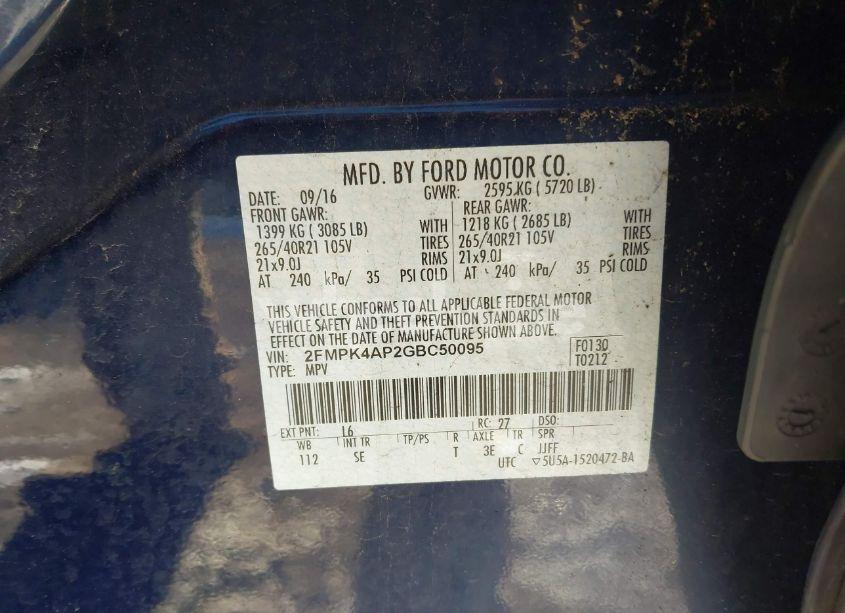 MFD. BY FORD MOTOR CO.
DATE: 09/16 GVWR: 2595 KG ( 5720 LB)
FRONT GAWR: REAR GAWR:
1399 KG ( 3085 LB) WITH 1218 KG ( 2685 LB) WITH
265/40R21 105V TIRES 265/40R21 105V TIRES
21x9.0J RIMS 21x9.0J RIMS
AT 240 kPa/ 35 PSI COLD AT 240 kPa/ 35 PSI COLD
THIS VEHICLE CONFORMS TO ALL APPLICABLE FEDERAL MOTOR
VEHICLE SAFETY AND THEFT PREVENTION STANDARDS IN
EFFECT ON THE DATE OF MANUFACTURE SHOWN ABOVE.
VIN: 2FMPK4AP2GBC50095 F0130
TYPE: MPV T0212
EXT PNT: L6 RC: 27 DSO:
WB INT TR TP/PS R AXLE TR SPR
112 SE T 3E C JJFF
UTC ▽5U5A-1520472-BA